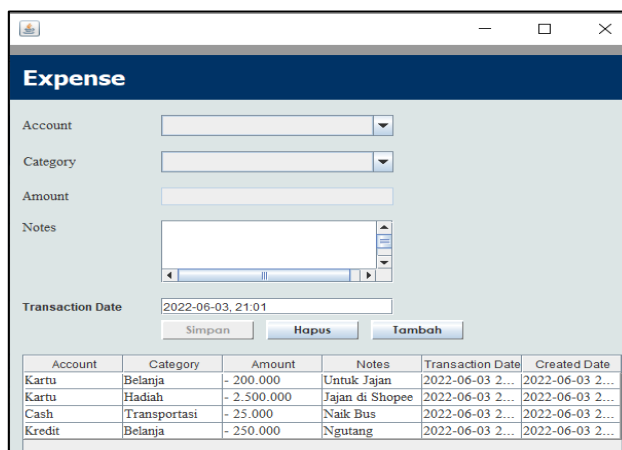 Expense
Account
Category
Amount
Notes
Transaction Date 2022-06-03, 21:01
Simpan Hapus Tambah
Account Category Amount Notes Transaction Date Created Date
Kartu Belanja - 200.000 Untuk Jajan 2022-06-03 2... 2022-06-03 2...
Kartu Hadiah - 2.500.000 Jajan di Shopee 2022-06-03 2... 2022-06-03 2...
Cash Transportasi - 25.000 Naik Bus 2022-06-03 2... 2022-06-03 2...
Kredit Belanja - 250.000 Ngutang 2022-06-03 2... 2022-06-03 2...